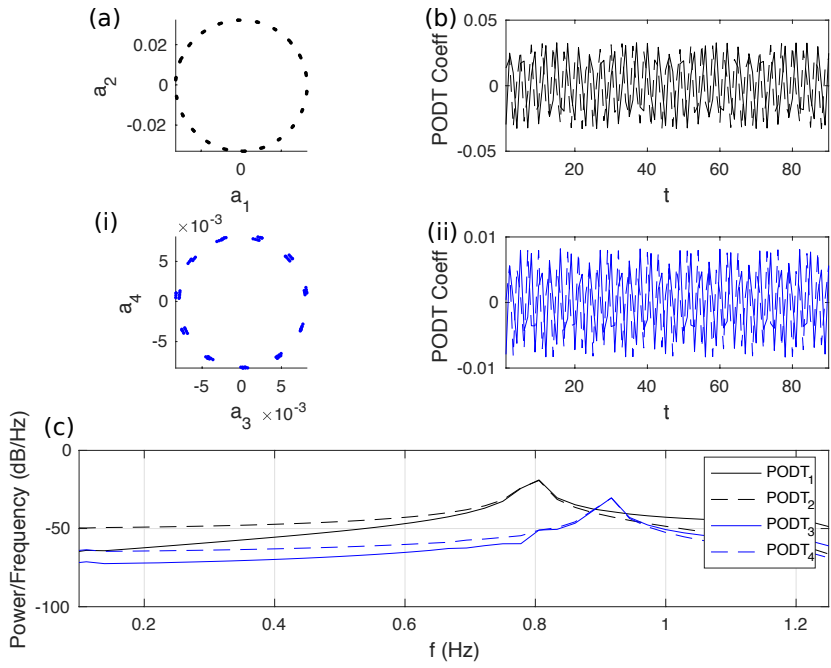 (a)
0.02
0
-0.02
a2
0
a1
(b)
0.05
0
-0.05
PODT Coeff
20 40 60 80
t
(i)
×10-3
5
0
-5
a4
-5 0 5
a3 ×10-3
(ii)
0.01
0
-0.01
PODT Coeff
20 40 60 80
t
(c)
0
-50
-100
Power/Frequency (dB/Hz)
PODT1
PODT2
PODT3
PODT4
0.2 0.4 0.6 0.8 1 1.2
f (Hz)